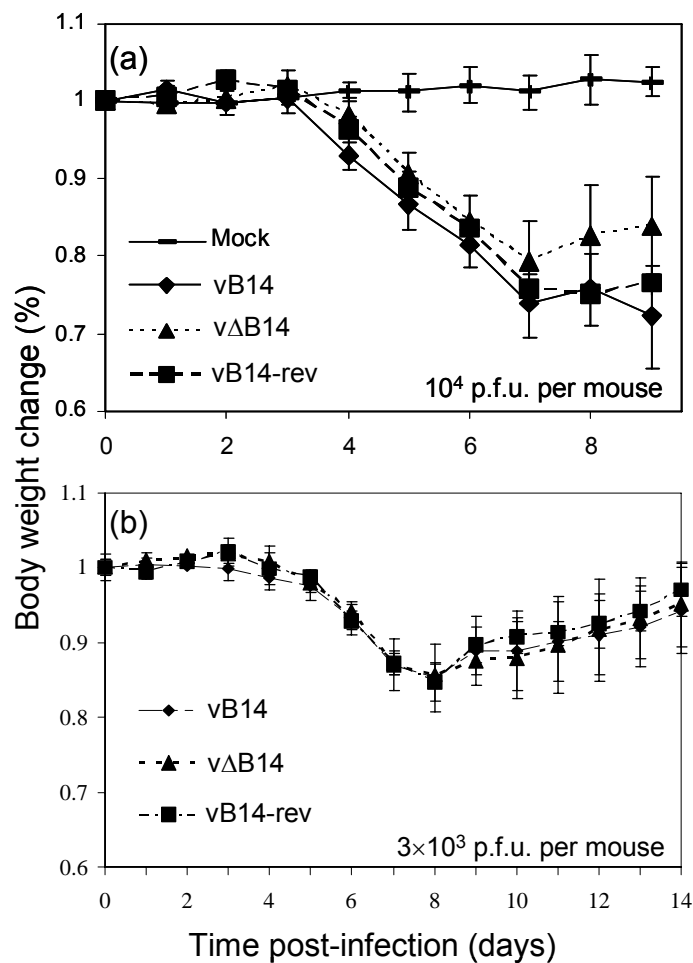 Body weight change (%)
1.1
1
0.9
0.8
0.7
0.6
(a)
Mock
vB14
vΔB14
vB14-rev
10⁴ p.f.u. per mouse
0 2 4 6 8
1.1
1
0.9
0.8
0.7
0.6
(b)
vB14
vΔB14
vB14-rev
3×10³ p.f.u. per mouse
0 2 4 6 8 10 12 14
Time post-infection (days)